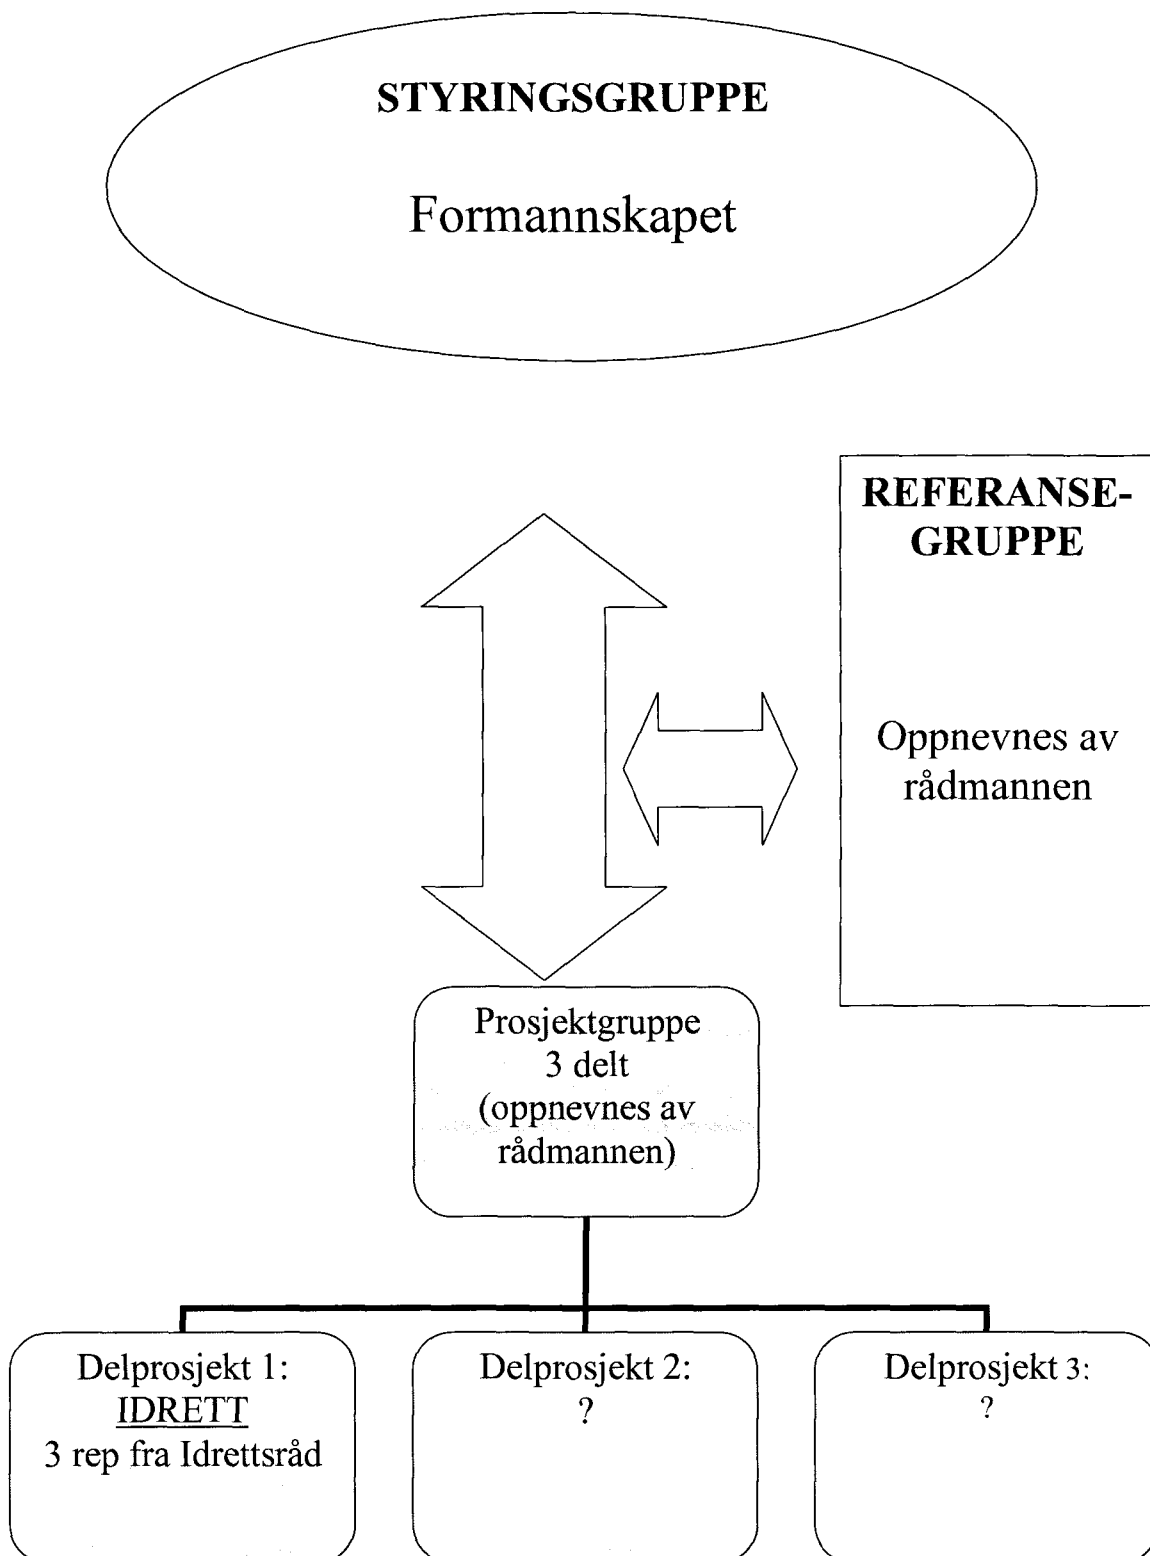 STYRINGSGRUPPE
Formannskapet
REFERANSE-
GRUPPE
Oppnevnes av
rådmannen
Prosjektgruppe
3 delt
(oppnevnes av
rådmannen)
Delprosjekt 1:
IDRETT
3 rep fra Idrettsråd
Delprosjekt 2:
?
Delprosjekt 3:
?